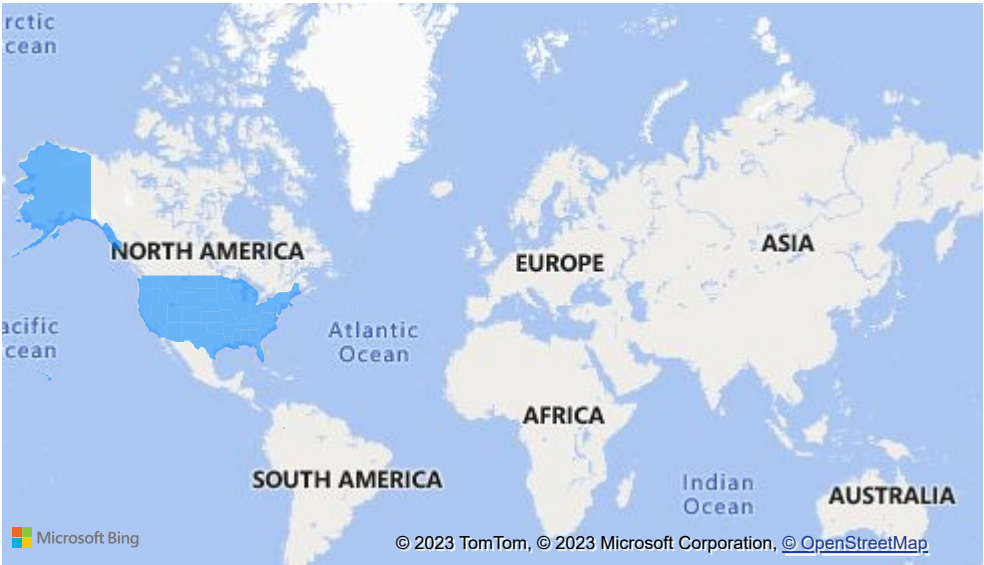 rctic
cean
NORTH AMERICA
EUROPE
ASIA
acific
cean
Atlantic
Ocean
AFRICA
SOUTH AMERICA
Indian
Ocean
AUSTRALIA
Microsoft Bing
© 2023 TomTom, © 2023 Microsoft Corporation, © OpenStreetMap